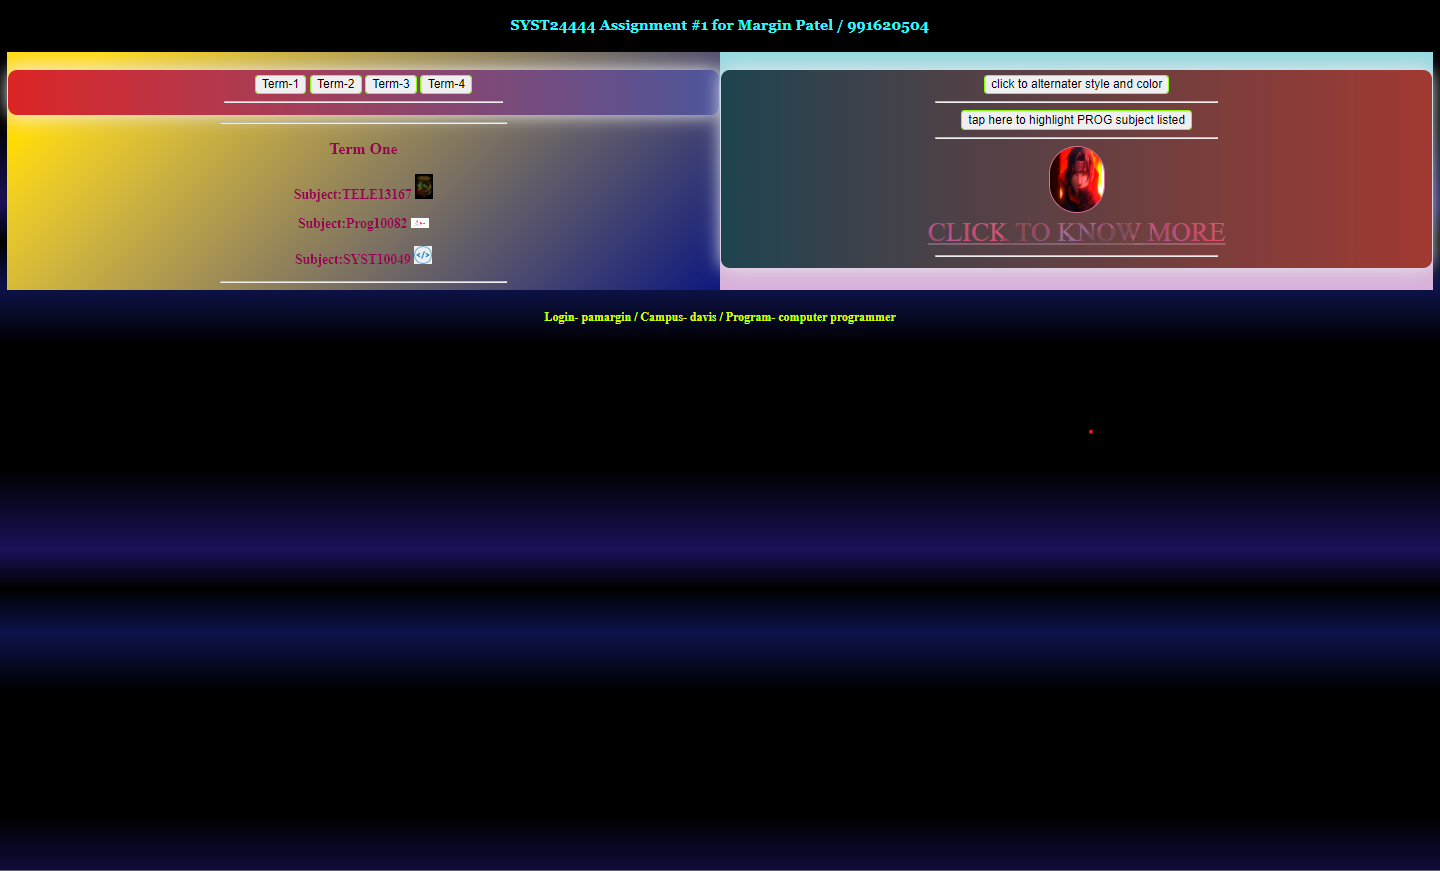 SYST24444 Assignment #1 for Margin Patel / 991620504
Term-1 Term-2 Term-3 Term-4
Term One
Subject:TELE13167
Subject:Prog10082
Subject:SYST10049
click to alternater style and color
tap here to highlight PROG subject listed
CLICK TO KNOW MORE
Login- pamargin / Campus- davis / Program- computer programmer